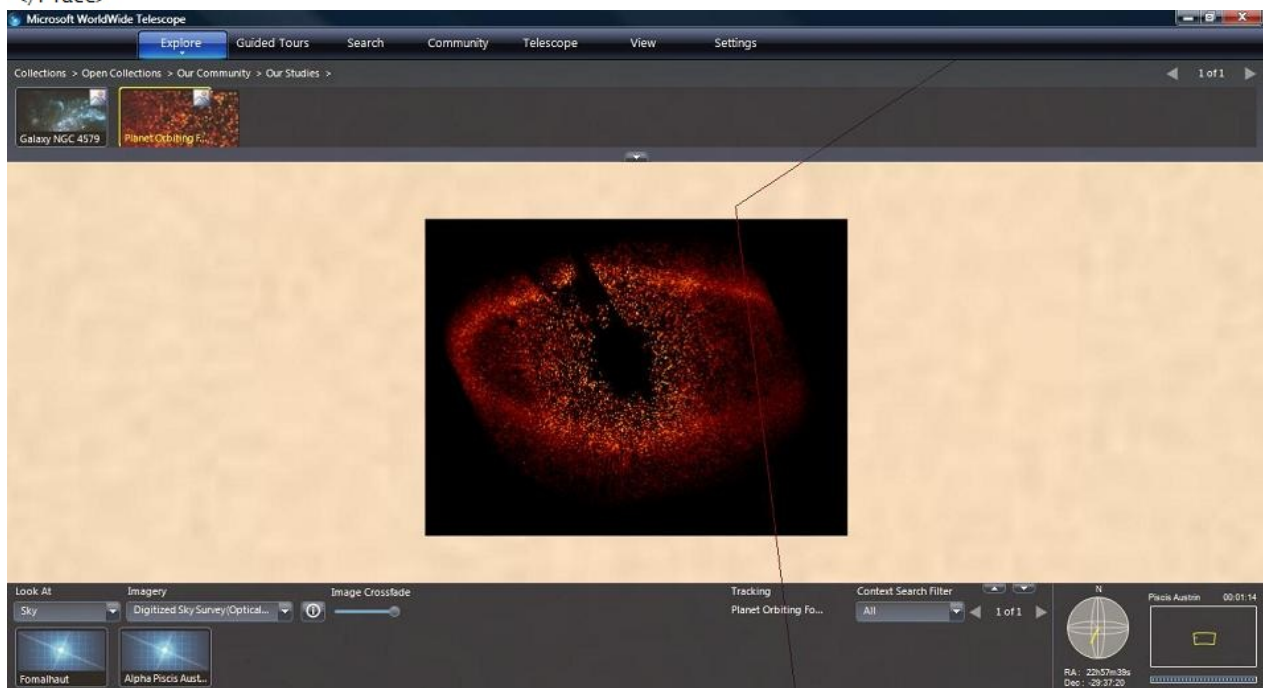 </Place>
Microsoft WorldWide Telescope
Explore Guided Tours Search Community Telescope View Settings
Collections > Open Collections > Our Community > Our Studies >
1 of 1
Galaxy NGC 4579
Planet Orbiting F...
Look At
Sky
Imagery
Digitized Sky Survey (Optical...
Image Crossfade
Tracking
Planet Orbiting Fo...
Context Search Filter
All
1 of 1
N
RA : 22h57m39s
Dec : -29:37:20
Piscis Austrin 00:01:14
Fomalhaut
Alpha Piscis Aust...